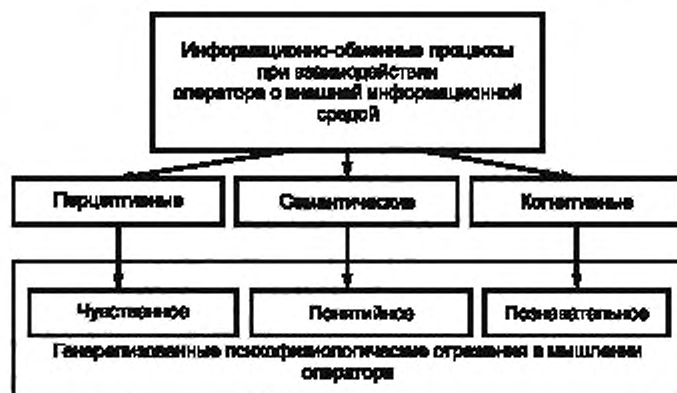 Информационно-обменные процессы
при взаимодействии
оператора с внешней информационной
средой
Перцептивные
Семантические
Когнитивные
Чувственное
Понятийное
Познавательное
Генерализованные психофизиологические отражения в мышлении
оператора